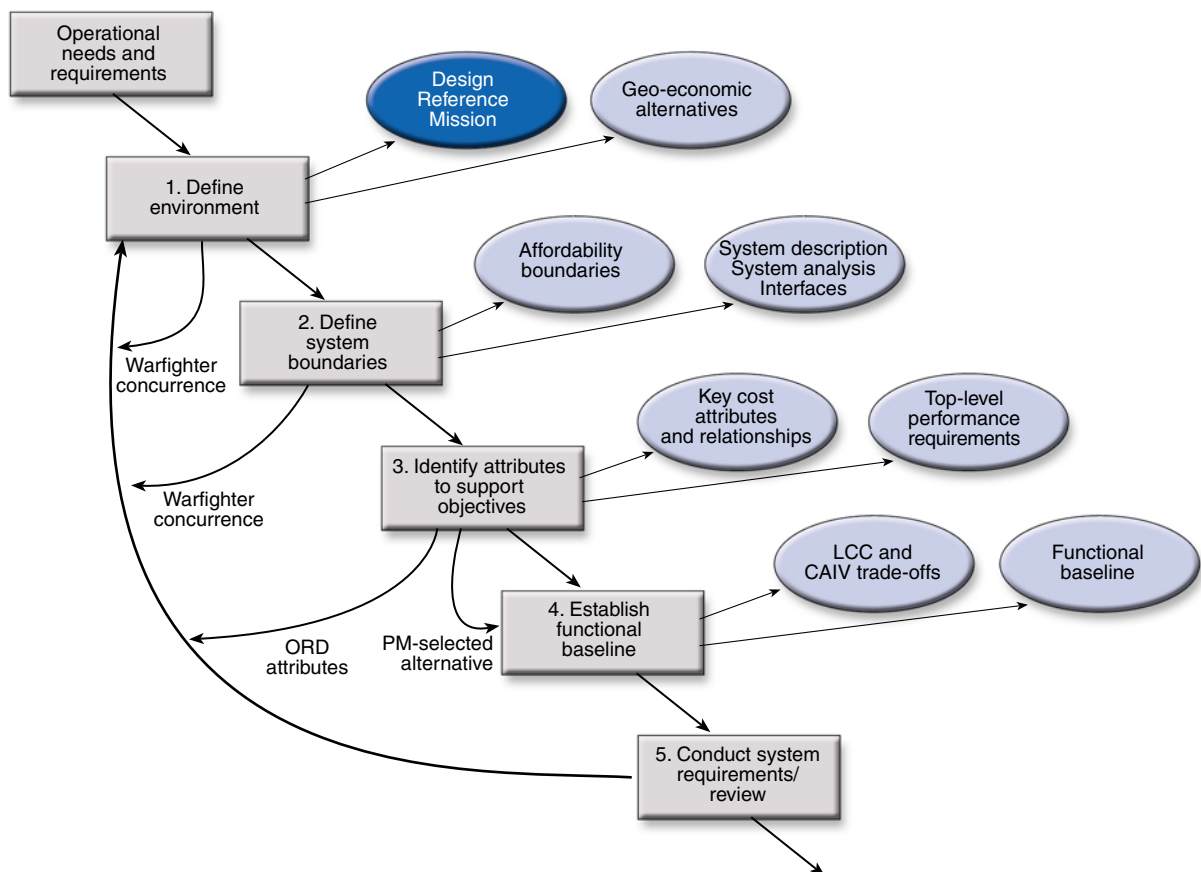 Operational
needs and
requirements
Design
Reference
Mission
Geo-economic
alternatives
1. Define
environment
Affordability
boundaries
System description
System analysis
Interfaces
2. Define
system
boundaries
Warfighter
concurrence
Key cost
attributes
and relationships
Top-level
performance
requirements
3. Identify attributes
to support
objectives
Warfighter
concurrence
LCC and
CAIV trade-offs
Functional
baseline
4. Establish
functional
baseline
ORD
attributes
PM-selected
alternative
5. Conduct system
requirements/
review